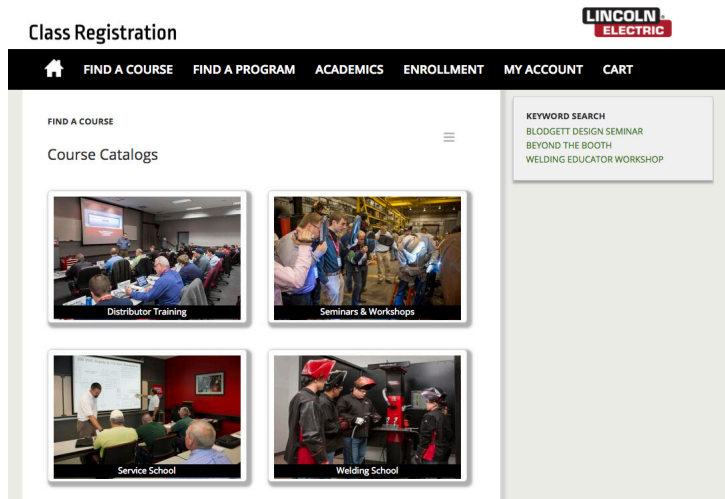 Class Registration
LINCOLN
ELECTRIC
FIND A COURSE
FIND A PROGRAM
ACADEMICS
ENROLLMENT
MY ACCOUNT
CART
FIND A COURSE
Course Catalogs
Distributor Training
Seminars & Workshops
Service School
Welding School
KEYWORD SEARCH
BLODGETT DESIGN SEMINAR
BEYOND THE BOOTH
WELDING EDUCATOR WORKSHOP